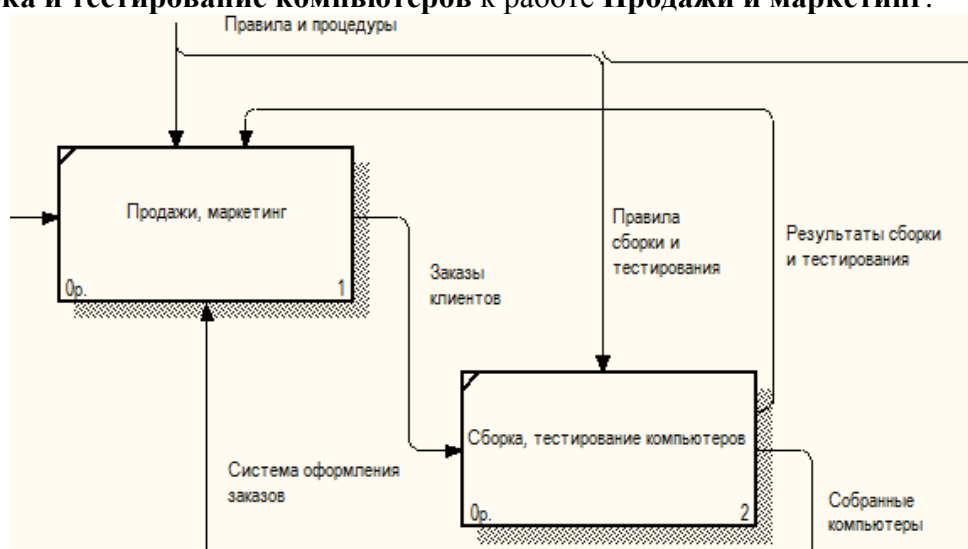 ка и тестирование компьютеров к работе Продажи и маркетинг.
Правила и процедуры
Продажи, маркетинг
0р.
1
Заказы
клиентов
Правила
сборки и
тестирования
Результаты сборки
и тестирования
Сборка, тестирование компьютеров
0р.
2
Система оформления
заказов
Собранные
компьютеры